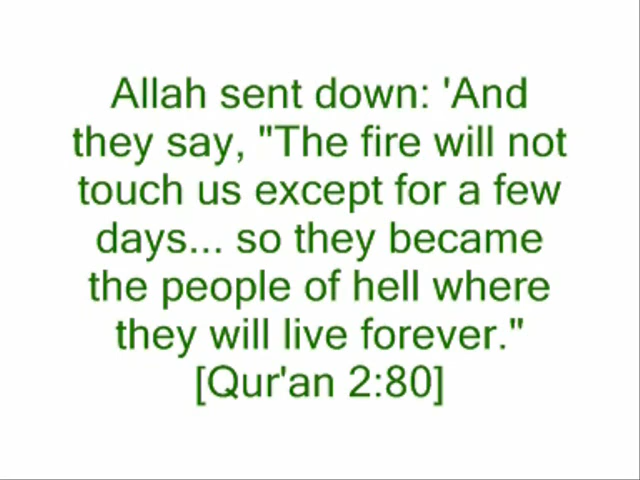 Allah sent down: 'And
they say, "The fire will not
touch us except for a few
days... so they became
the people of hell where
they will live forever."
[Qur'an 2:80]